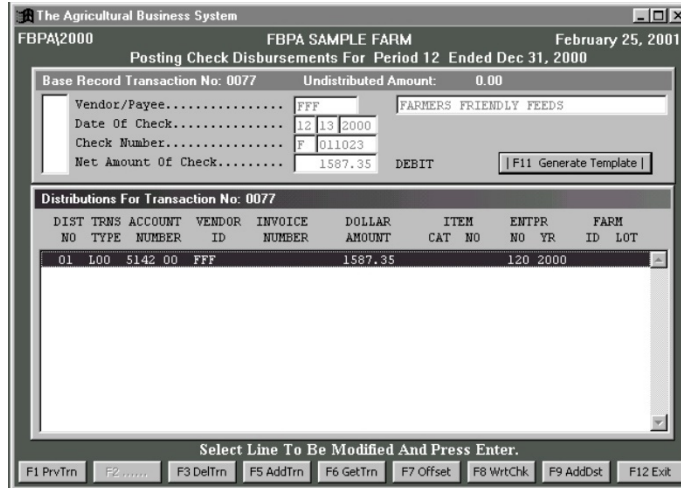 The Agricultural Business System
FBPA\2000 FBPA SAMPLE FARM February 25, 2001
Posting Check Disbursements For Period 12 Ended Dec 31, 2000
Base Record Transaction No: 0077 Undistributed Amount: 0.00
Vendor/Payee................ FFF FARMERS FRIENDLY FEEDS
Date Of Check............... 12 13 2000
Check Number................ F 011023
Net Amount Of Check......... 1587.35 DEBIT | F11 Generate Template |
Distributions For Transaction No: 0077
DIST TRNS ACCOUNT VENDOR INVOICE DOLLAR ITEM ENTPR FARM
NO TYPE NUMBER ID NUMBER AMOUNT CAT NO NO YR ID LOT
01 L00 5142 00 FFF 1587.35 120 2000
Select Line To Be Modified And Press Enter.
F1 PrvTrn F2 ...... F3 DelTrn F5 AddTrn F6 GetTrn F7 Offset F8 WrtChk F9 AddDst F12 Exit